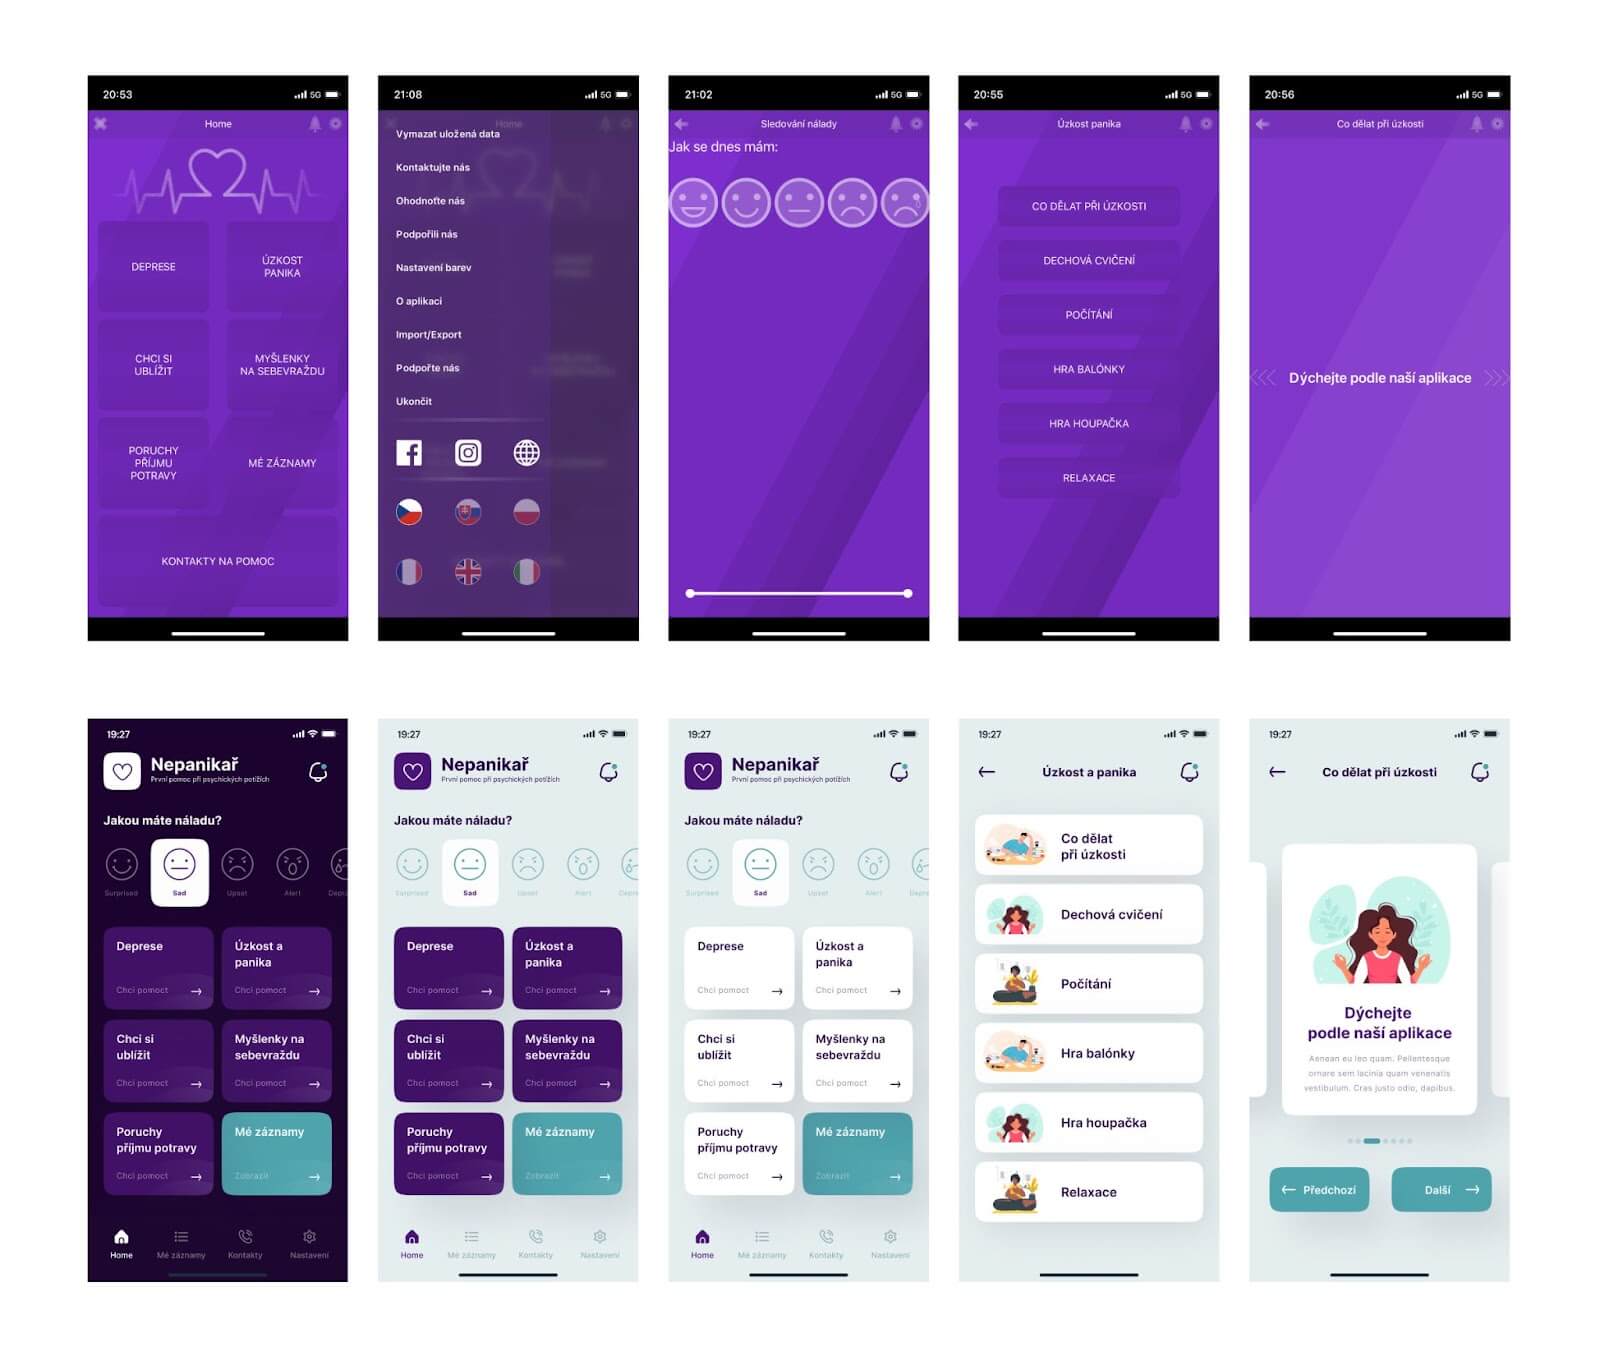 20:53
5G
Home
DEPRESE
ÚZKOST
PANIKA
CHCI SI
UBLÍŽIT
MYŠLENKY
NA SEBEVRAŽDU
PORUCHY
PŘÍJMU
POTRAVY
MÉ ZÁZNAMY
KONTAKTY NA POMOC
21:08
5G
Home
Vymazat uložená data
Kontaktujte nás
Ohodnoťte nás
Podpořili nás
Nastavení barev
O aplikaci
Import/Export
Podpořte nás
Ukončit
21:02
5G
Sledování nálady
Jak se dnes mám:
20:55
5G
Úzkost panika
CO DĚLAT PŘI ÚZKOSTI
DECHOVÁ CVIČENÍ
POČÍTÁNÍ
HRA BALÓNKY
HRA HOUPAČKA
RELAXACE
20:56
5G
Co dělat při úzkosti
Dýchejte podle naší aplikace
19:27
Nepanikař
První pomoc při psychických potížích
Jakou máte náladu?
Surprised
Sad
Upset
Alert
Depre
Deprese
Chci pomoct
Úzkost a
panika
Chci pomoct
Chci si
ublížit
Chci pomoct
Myšlenky na
sebevraždu
Chci pomoct
Poruchy
příjmu potravy
Chci pomoct
Mé záznamy
Zobrazit
Home
Mé záznamy
Kontakty
Nastavení
19:27
Nepanikař
První pomoc při psychických potížích
Jakou máte náladu?
Surprised
Sad
Upset
Alert
Depre
Deprese
Chci pomoct
Úzkost a
panika
Chci pomoct
Chci si
ublížit
Chci pomoct
Myšlenky na
sebevraždu
Chci pomoct
Poruchy
příjmu potravy
Chci pomoct
Mé záznamy
Zobrazit
Home
Mé záznamy
Kontakty
Nastavení
19:27
Nepanikař
První pomoc při psychických potížích
Jakou máte náladu?
Surprised
Sad
Upset
Alert
Depre
Deprese
Chci pomoct
Úzkost a
panika
Chci pomoct
Chci si
ublížit
Chci pomoct
Myšlenky na
sebevraždu
Chci pomoct
Poruchy
příjmu potravy
Chci pomoct
Mé záznamy
Zobrazit
Home
Mé záznamy
Kontakty
Nastavení
19:27
Úzkost a panika
Co dělat
při úzkosti
Dechová cvičení
Počítání
Hra balónky
Hra houpačka
Relaxace
19:27
Co dělat při úzkosti
Dýchejte
podle naší aplikace
Aenean eu leo quam. Pellentesque
ornare sem lacinia quam venenatis
vestibulum. Cras justo odio, dapibus.
Předchozí
Další